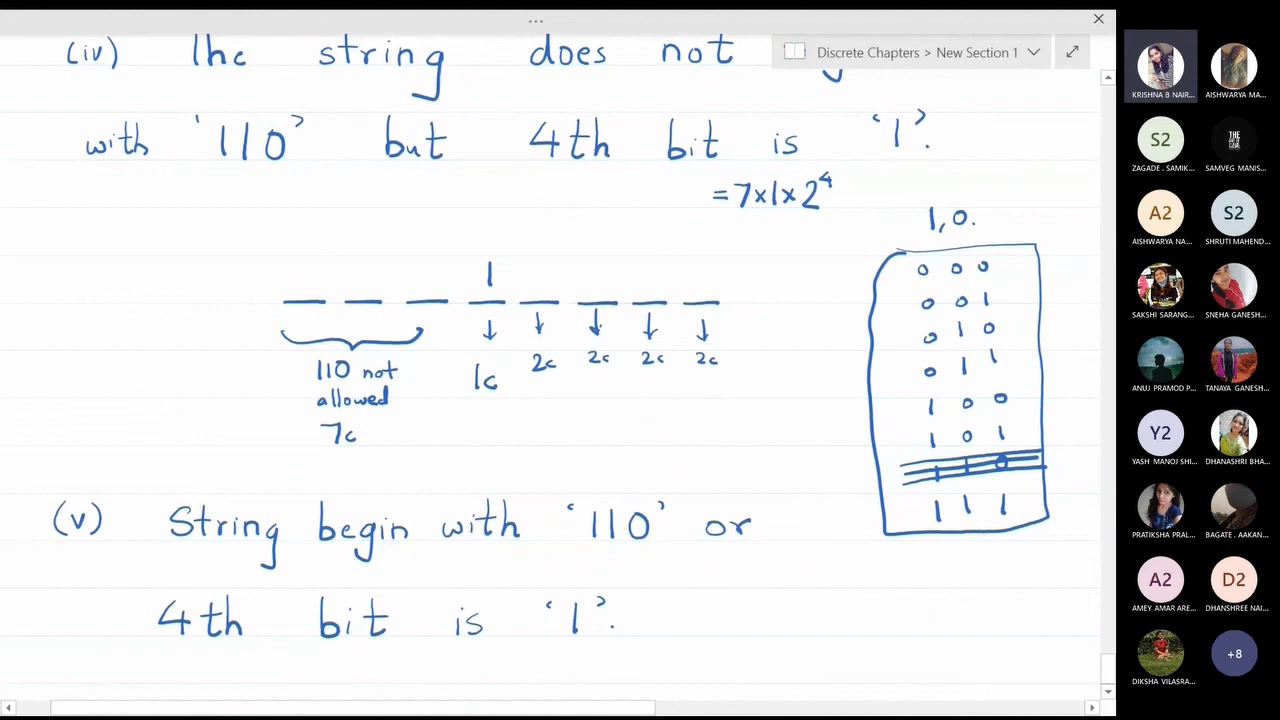 (iv) The string does not
with '110' but 4th bit is '1'.
= 7x1x2⁴
1,0.
0 0 0
0 0 1
0 1 0
0 1 1
1 0 0
1 0 1
1 1 0
1 1 1
1
110 not
allowed
7c
1c 2c 2c 2c 2c
(v) String begin with '110' or
4th bit is '1'.
Discrete Chapters > New Section 1
KRISHNA B NAIR...
AISHWARYA MA...
S2
ZAGADE . SAMIK...
SAMVEG MANIS...
A2
AISHWARYA NA...
S2
SHRUTI MAHEND...
SAKSHI SARANG...
SNEHA GANESH...
ANUJ PRAMOD P...
TANAYA GANESH...
Y2
YASH MANOJ SHI...
DHANASHRI BHA...
PRATIKSHA PRAL...
BAGATE . AAKAN...
A2
AMEY AMAR ARE...
D2
DHANSHREE NAI...
DIKSHA VILASRA...
+8